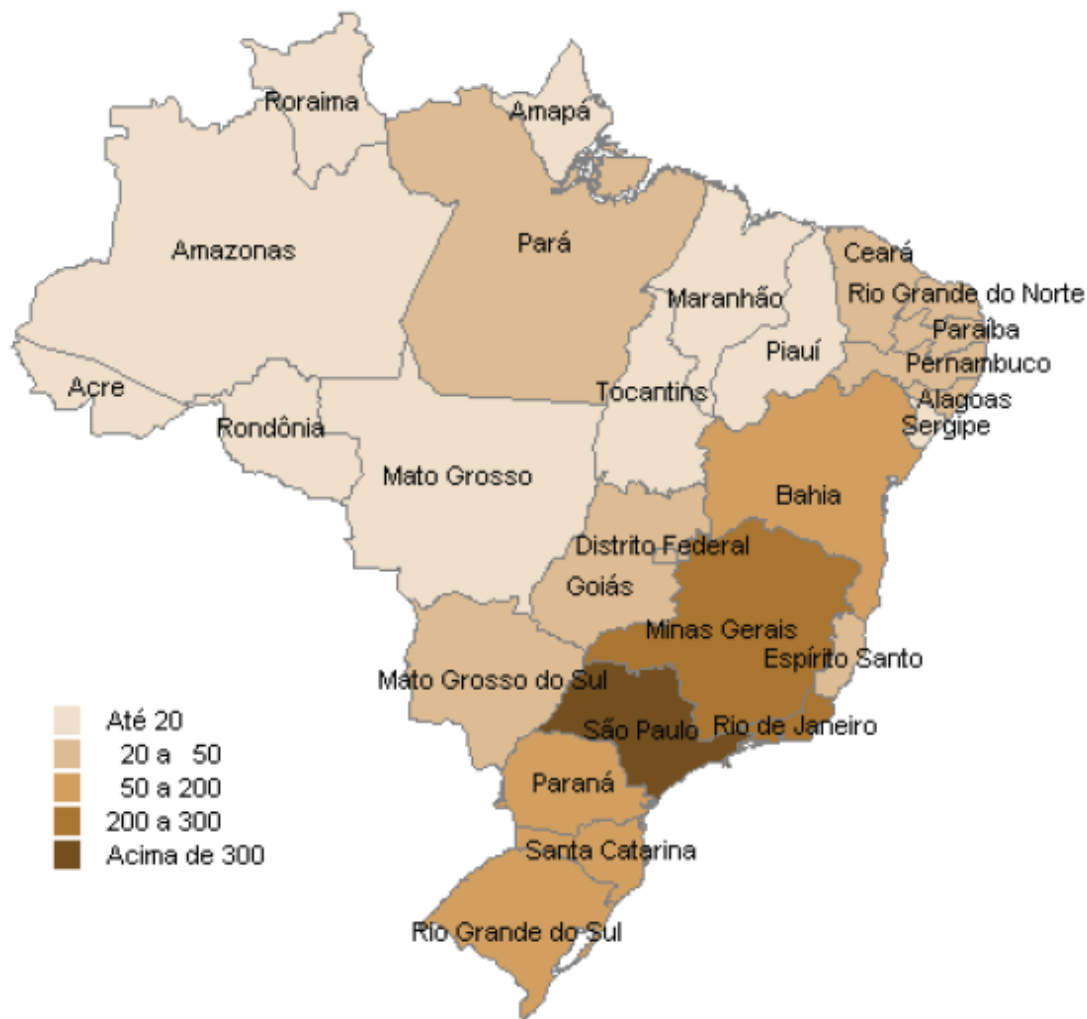 Roraima
Amapá
Amazonas
Pará
Ceará
Maranhão
Rio Grande do Norte
Paraíba
Piauí
Pernambuco
Acre
Tocantins
Alagoas
Rondônia
Sergipe
Mato Grosso
Bahia
Distrito Federal
Goiás
Minas Gerais
Espírito Santo
Mato Grosso do Sul
São Paulo
Rio de Janeiro
Paraná
Santa Catarina
Rio Grande do Sul
Até 20
20 a 50
50 a 200
200 a 300
Acima de 300